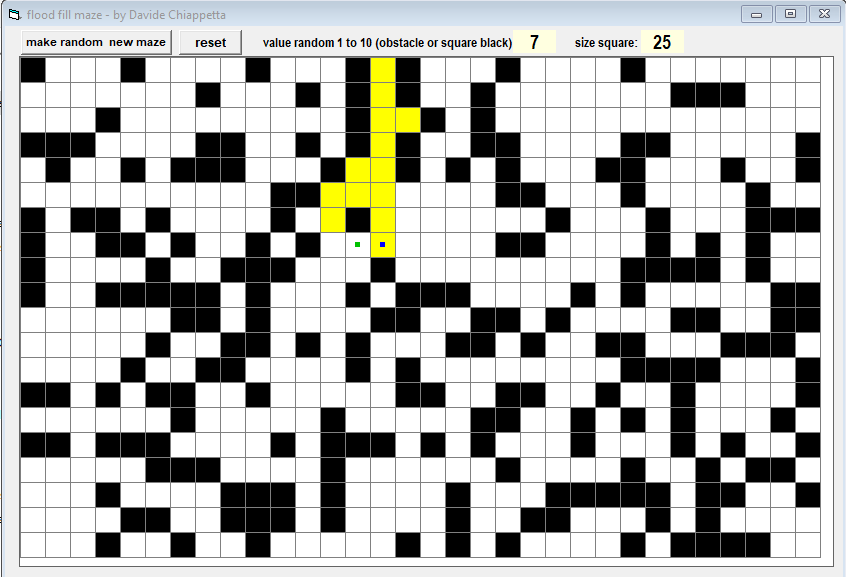 flood fill maze - by Davide Chiappetta
make random new maze reset value random 1 to 10 (obstacle or square black) 7 size square: 25